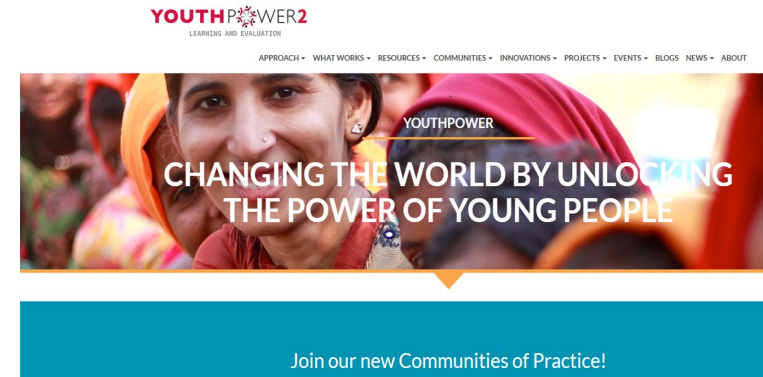 YOUTHPOWER2
LEARNING AND EVALUATION
APPROACH WHAT WORKS RESOURCES COMMUNITIES INNOVATIONS PROJECTS EVENTS BLOGS NEWS ABOUT
YOUTHPOWER
CHANGING THE WORLD BY UNLOCKING
THE POWER OF YOUNG PEOPLE
Join our new Communities of Practice!